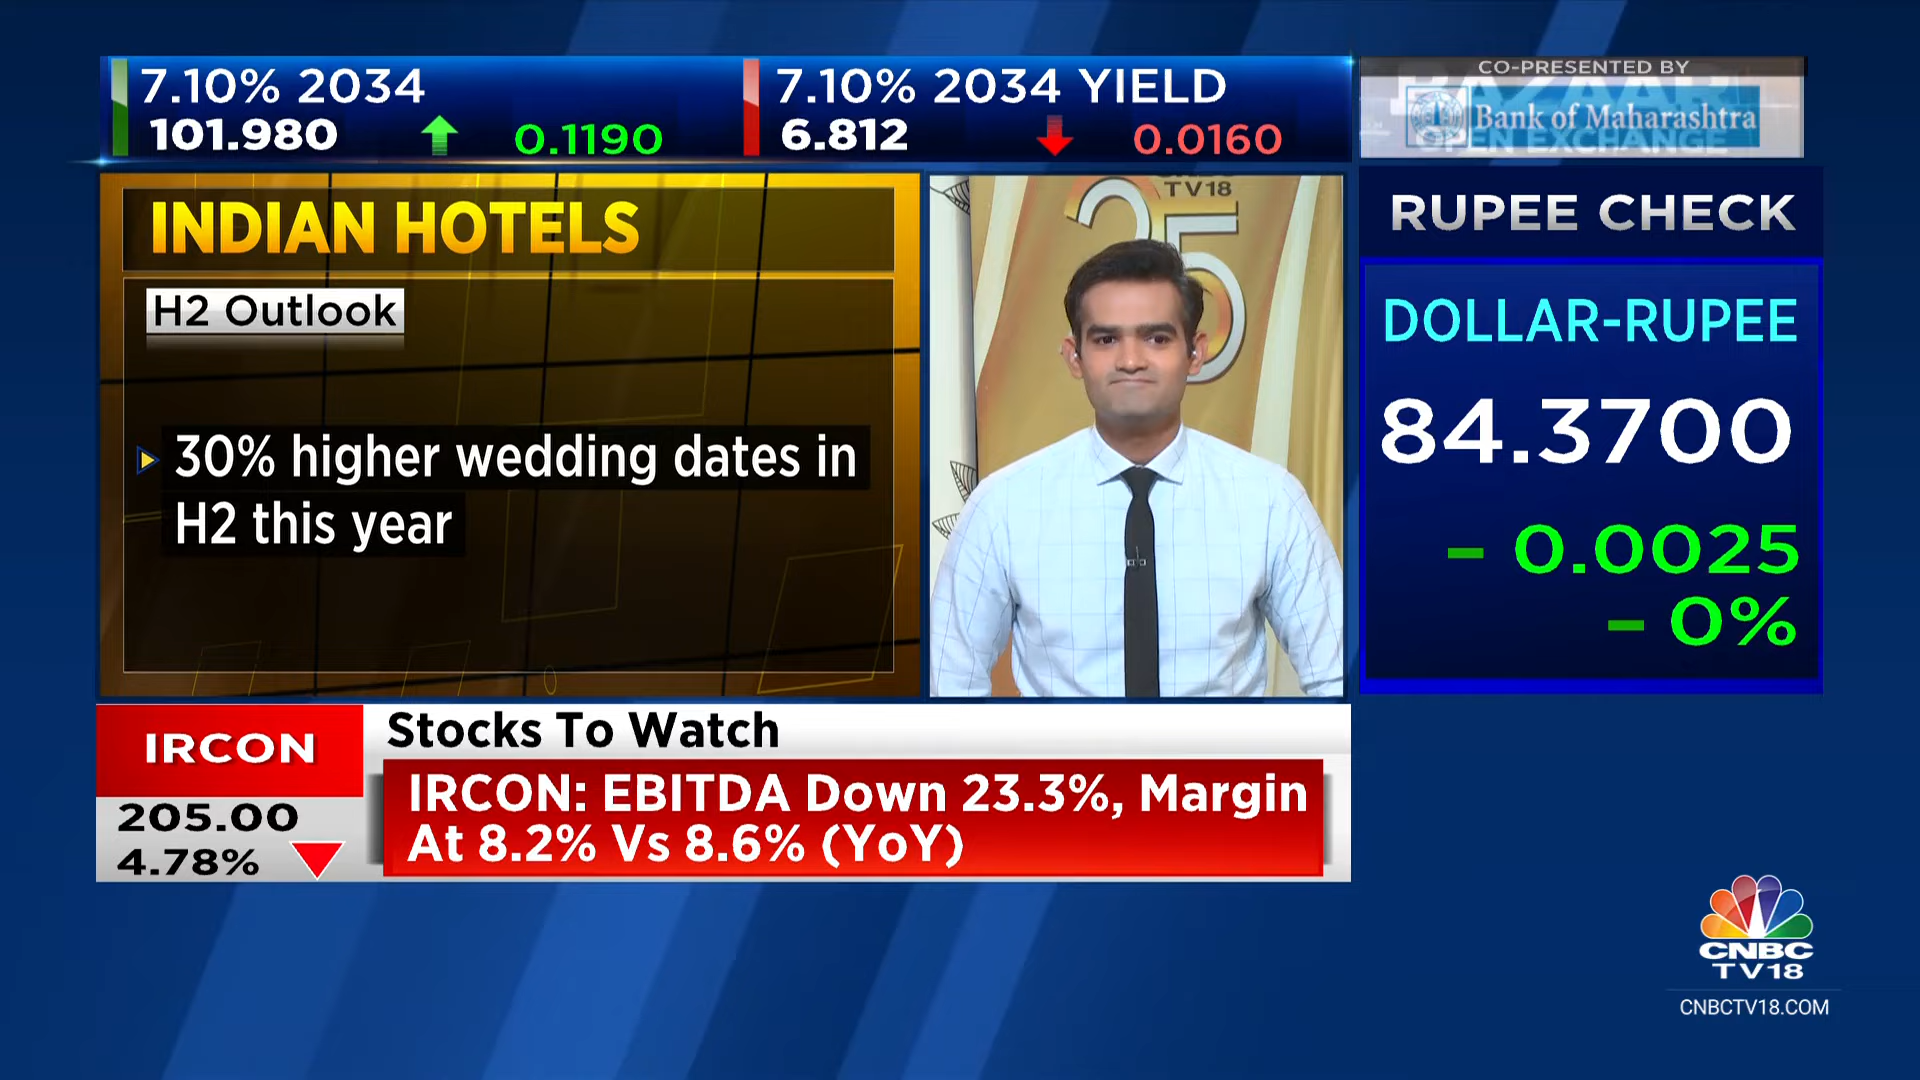 7.10% 2034
101.980 0.1190
7.10% 2034 YIELD
6.812 0.0160
CO-PRESENTED BY
Bank of Maharashtra
OPEN EXCHANGE
INDIAN HOTELS
H2 Outlook
30% higher wedding dates in
H2 this year
TV18
25
RUPEE CHECK
DOLLAR-RUPEE
84.3700
- 0.0025
- 0%
IRCON
205.00
4.78%
Stocks To Watch
IRCON: EBITDA Down 23.3%, Margin
At 8.2% Vs 8.6% (YoY)
CNBC
TV18
CNBCTV18.COM